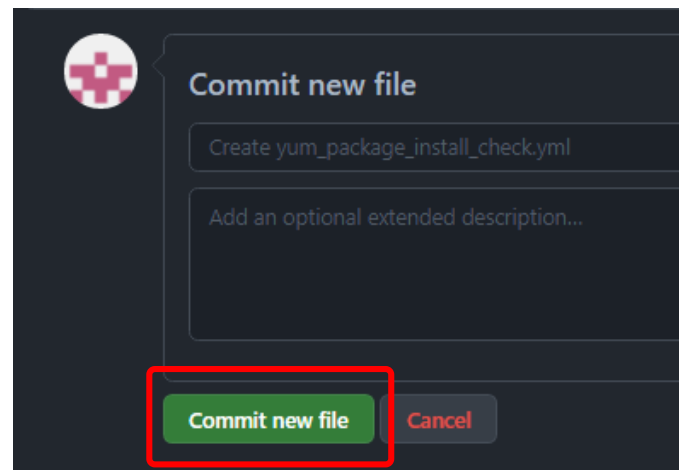 Commit new file
Create yum_package_install_check.yml
Add an optional extended description...
Commit new file
Cancel